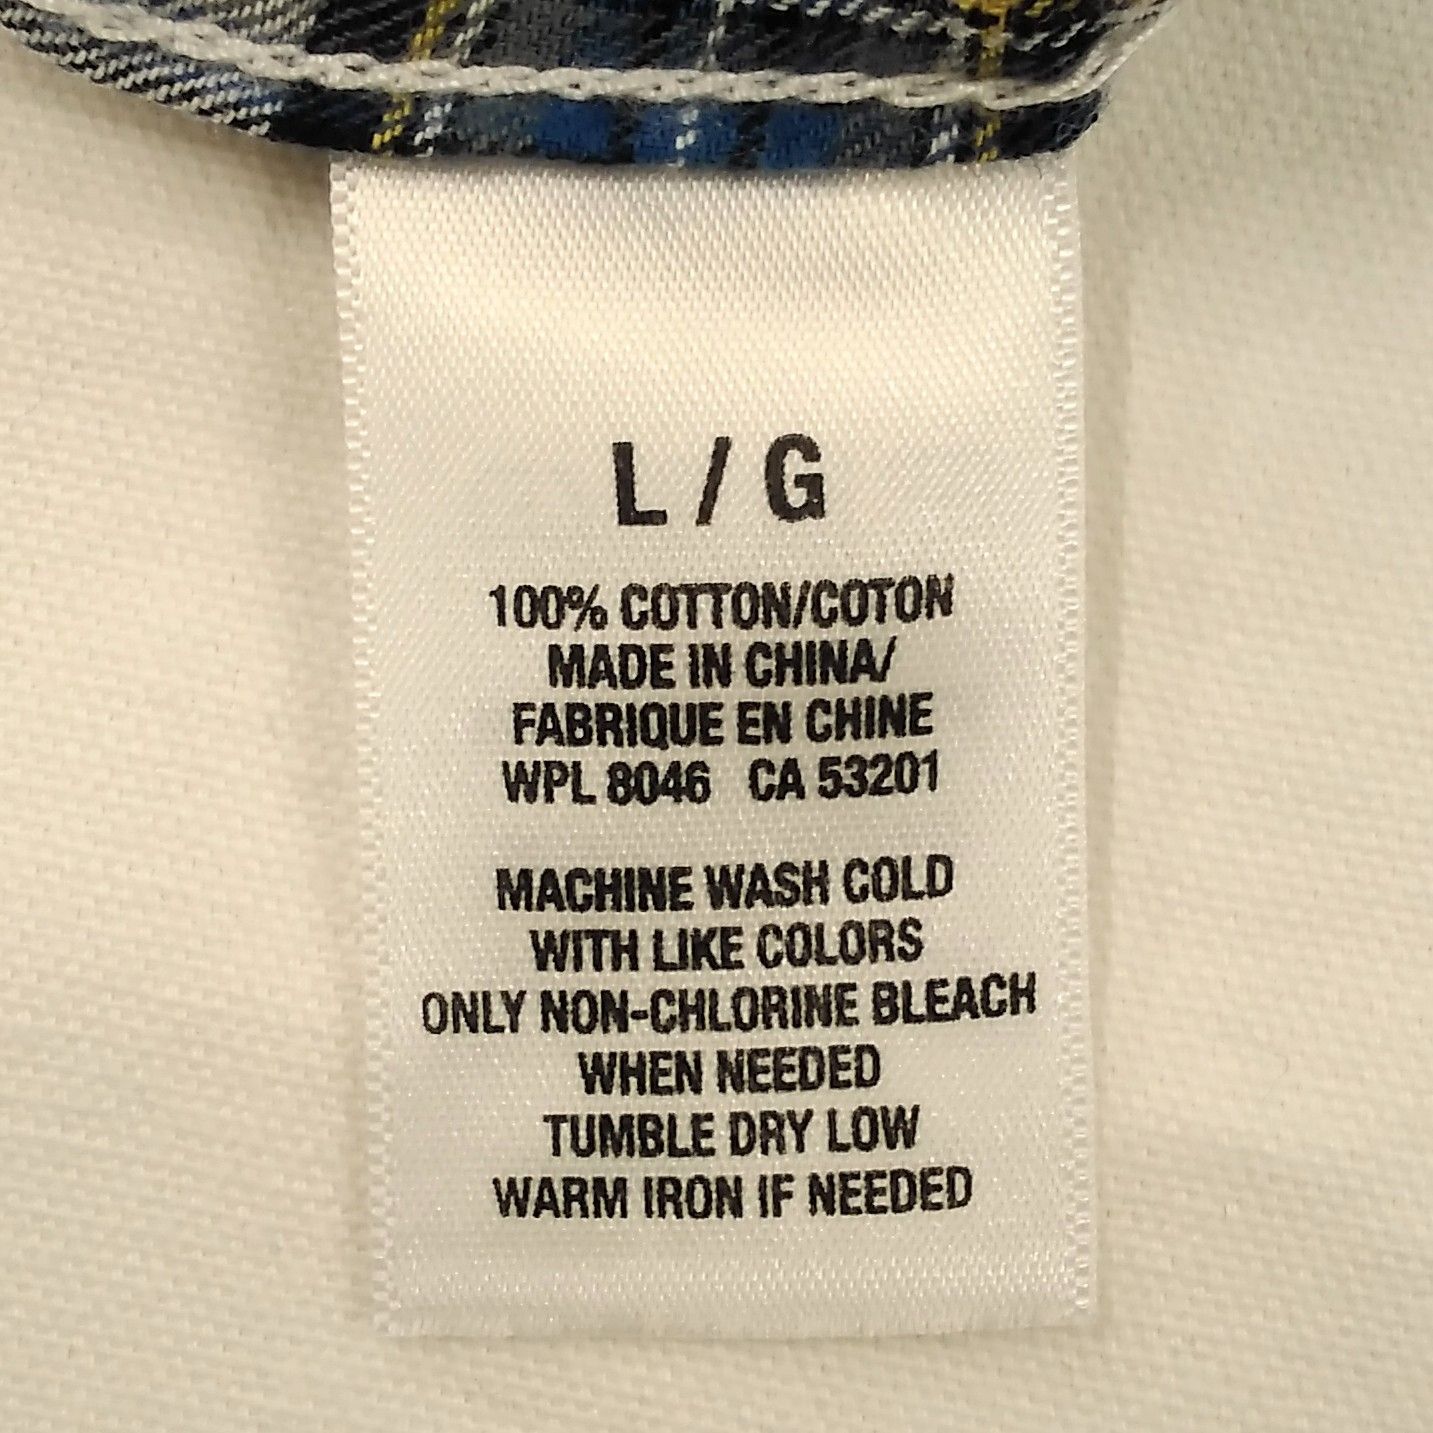 L / G
100% COTTON/COTON
MADE IN CHINA/
FABRIQUE EN CHINE
WPL 8046 CA 53201
MACHINE WASH COLD
WITH LIKE COLORS
ONLY NON-CHLORINE BLEACH
WHEN NEEDED
TUMBLE DRY LOW
WARM IRON IF NEEDED